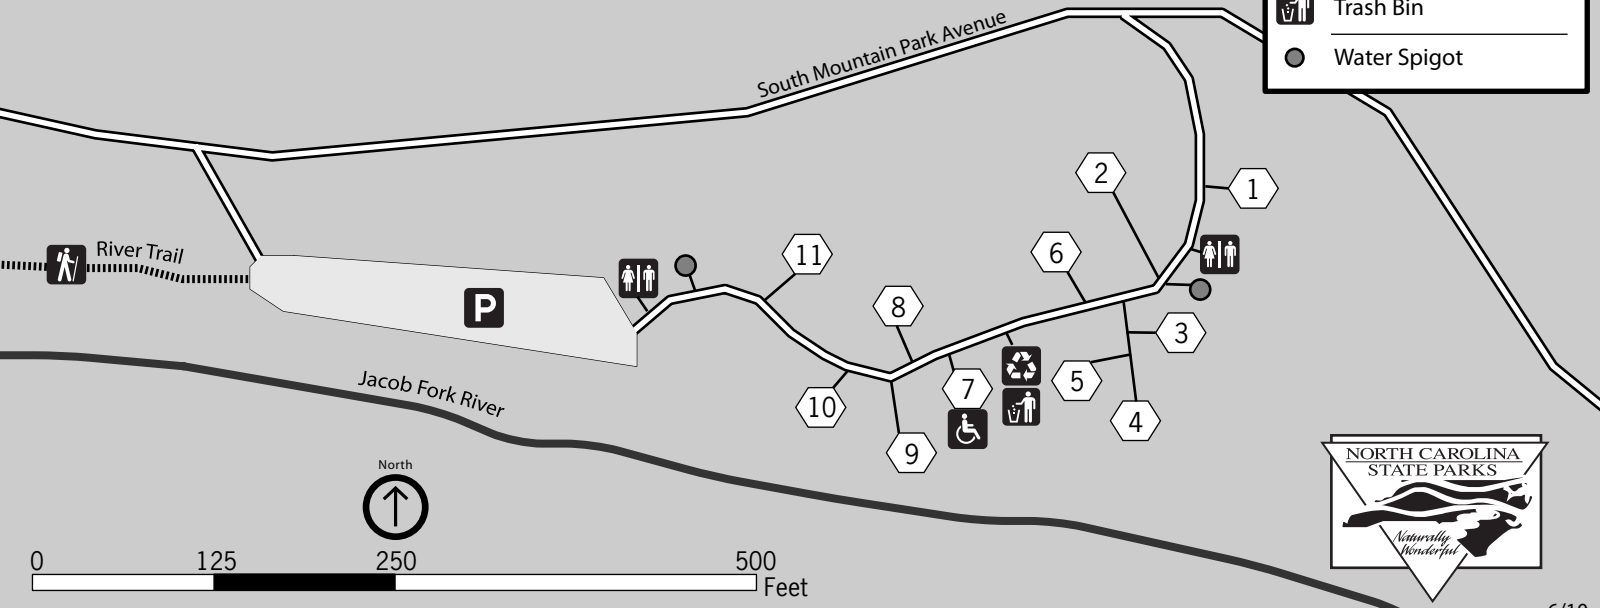 Trash Bin
South Mountain Park Avenue
Water Spigot
2
1
River Trail
11
6
P
8
3
Jacob Fork River
7
5
10
4
9
NORTH CAROLINA
STATE PARKS
North
Naturally
Wonderful
0 125 250 500
Feet